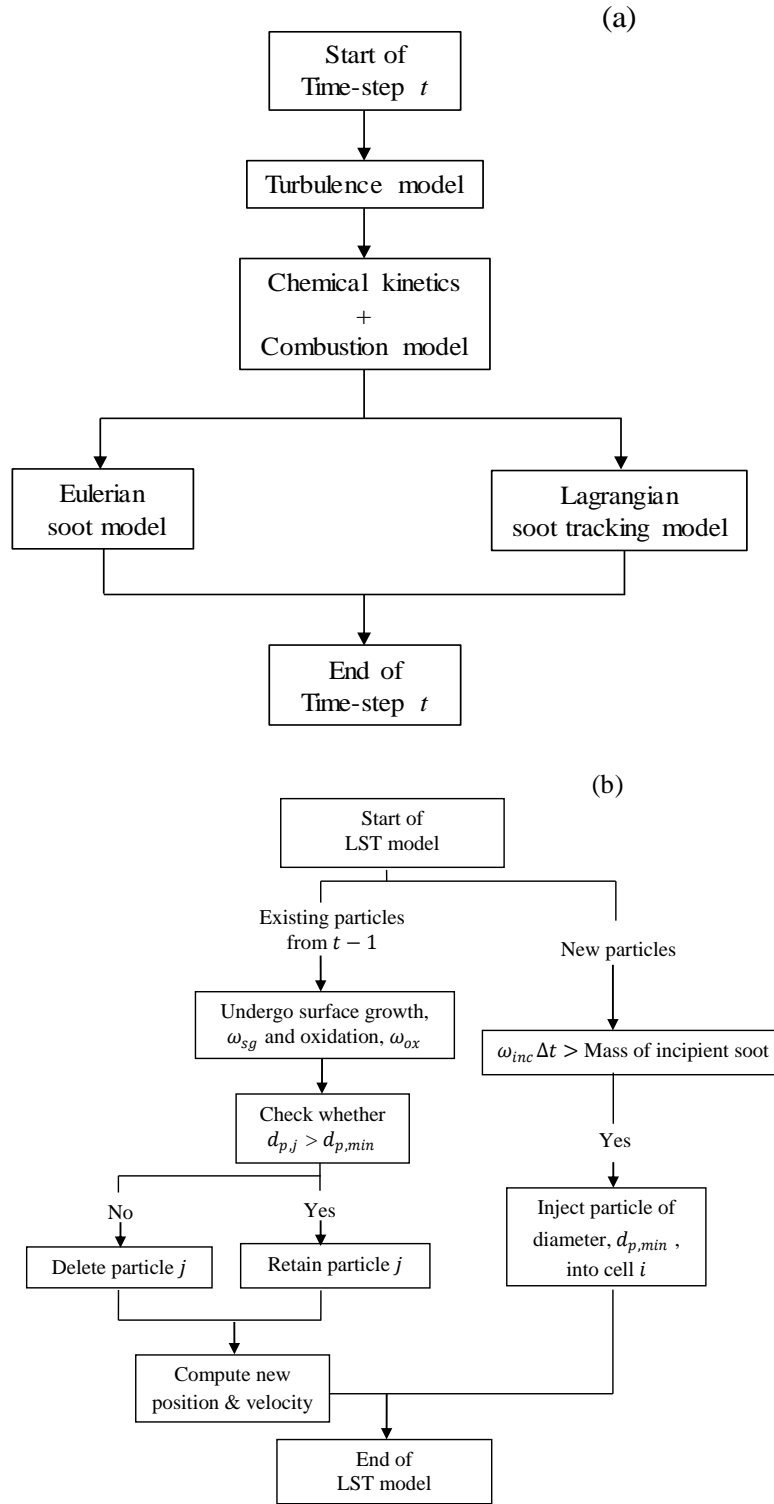 (a)
Start of
Time-step t
Turbulence model
Chemical kinetics
+
Combustion model
Eulerian
soot model
Lagrangian
soot tracking model
End of
Time-step t
(b)
Start of
LST model
Existing particles
from t − 1
New particles
Undergo surface growth,
ω_sg and oxidation, ω_ox
ω_inc Δt > Mass of incipient soot
Check whether
d_p,j > d_p,min
Yes
No
Yes
Inject particle of
diameter, d_p,min ,
into cell i
Delete particle j
Retain particle j
Compute new
position & velocity
End of
LST model